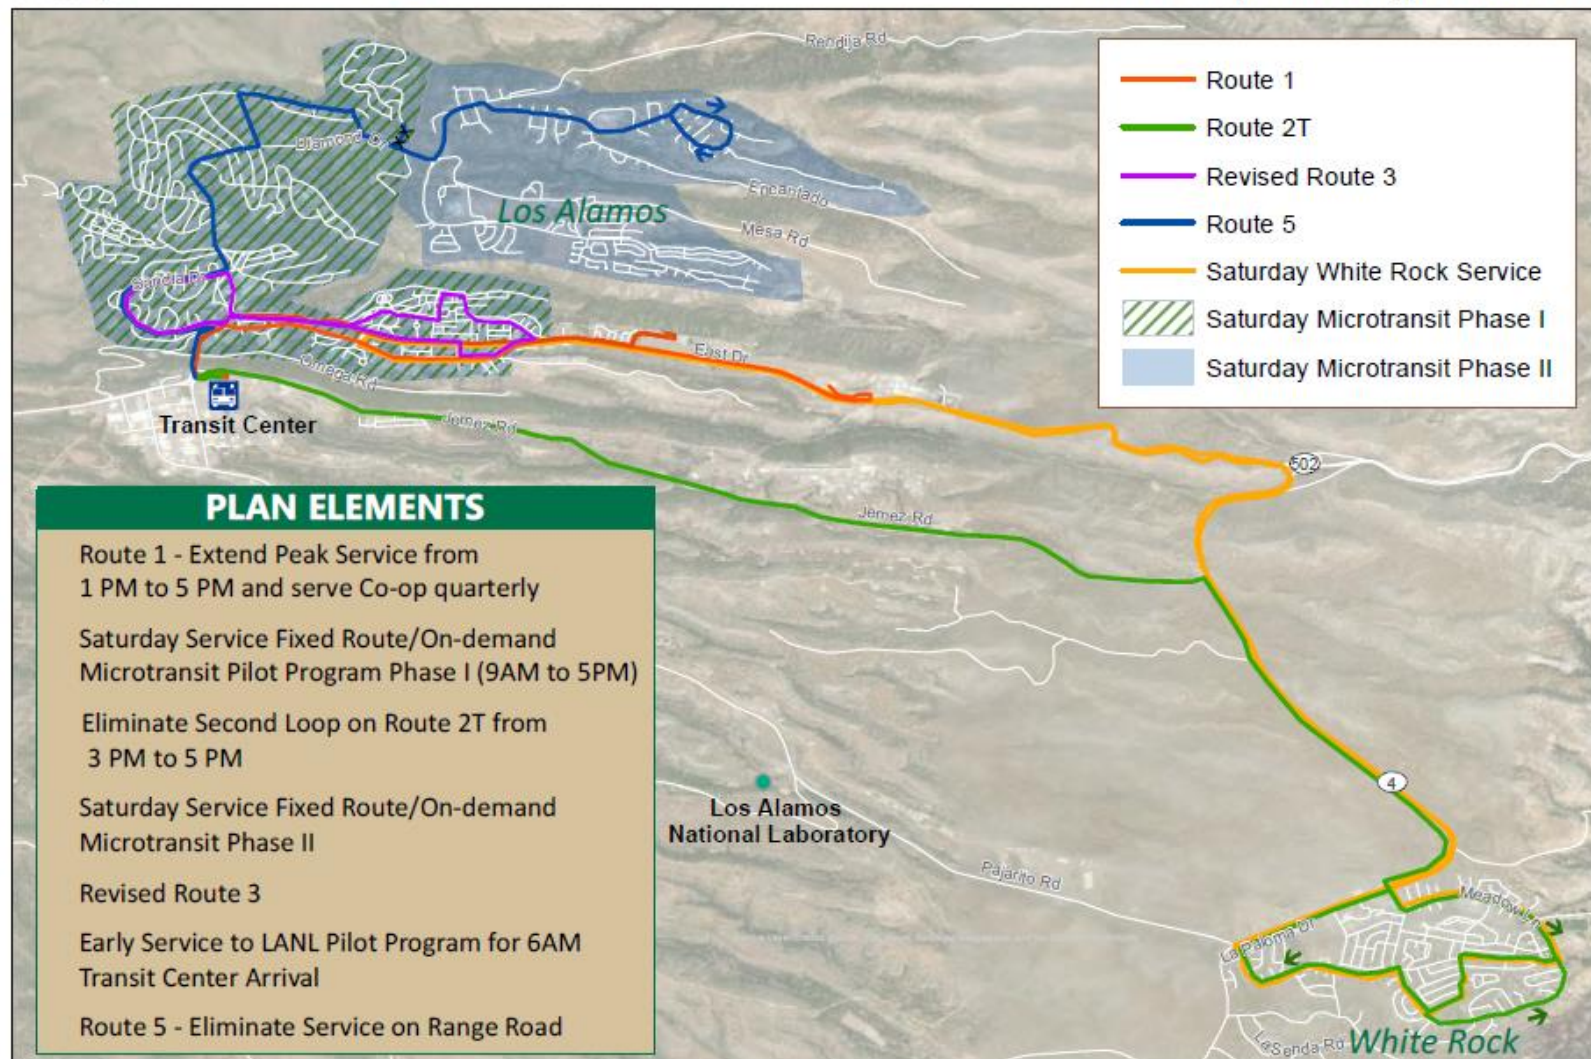 Rendija Rd
Diamond Dr
Los Alamos
Encantado
Mesa Rd
Sandia Dr
East Dr
Omega Rd
Transit Center
Jemez Rd
Jemez Rd
502
4
Los Alamos
National Laboratory
Pajarito Rd
Meadow Ln
La Paloma Dr
LaSenda Rd
White Rock
Route 1
Route 2T
Revised Route 3
Route 5
Saturday White Rock Service
Saturday Microtransit Phase I
Saturday Microtransit Phase II
PLAN ELEMENTS
Route 1 - Extend Peak Service from
1 PM to 5 PM and serve Co-op quarterly
Saturday Service Fixed Route/On-demand
Microtransit Pilot Program Phase I (9AM to 5PM)
Eliminate Second Loop on Route 2T from
3 PM to 5 PM
Saturday Service Fixed Route/On-demand
Microtransit Phase II
Revised Route 3
Early Service to LANL Pilot Program for 6AM
Transit Center Arrival
Route 5 - Eliminate Service on Range Road